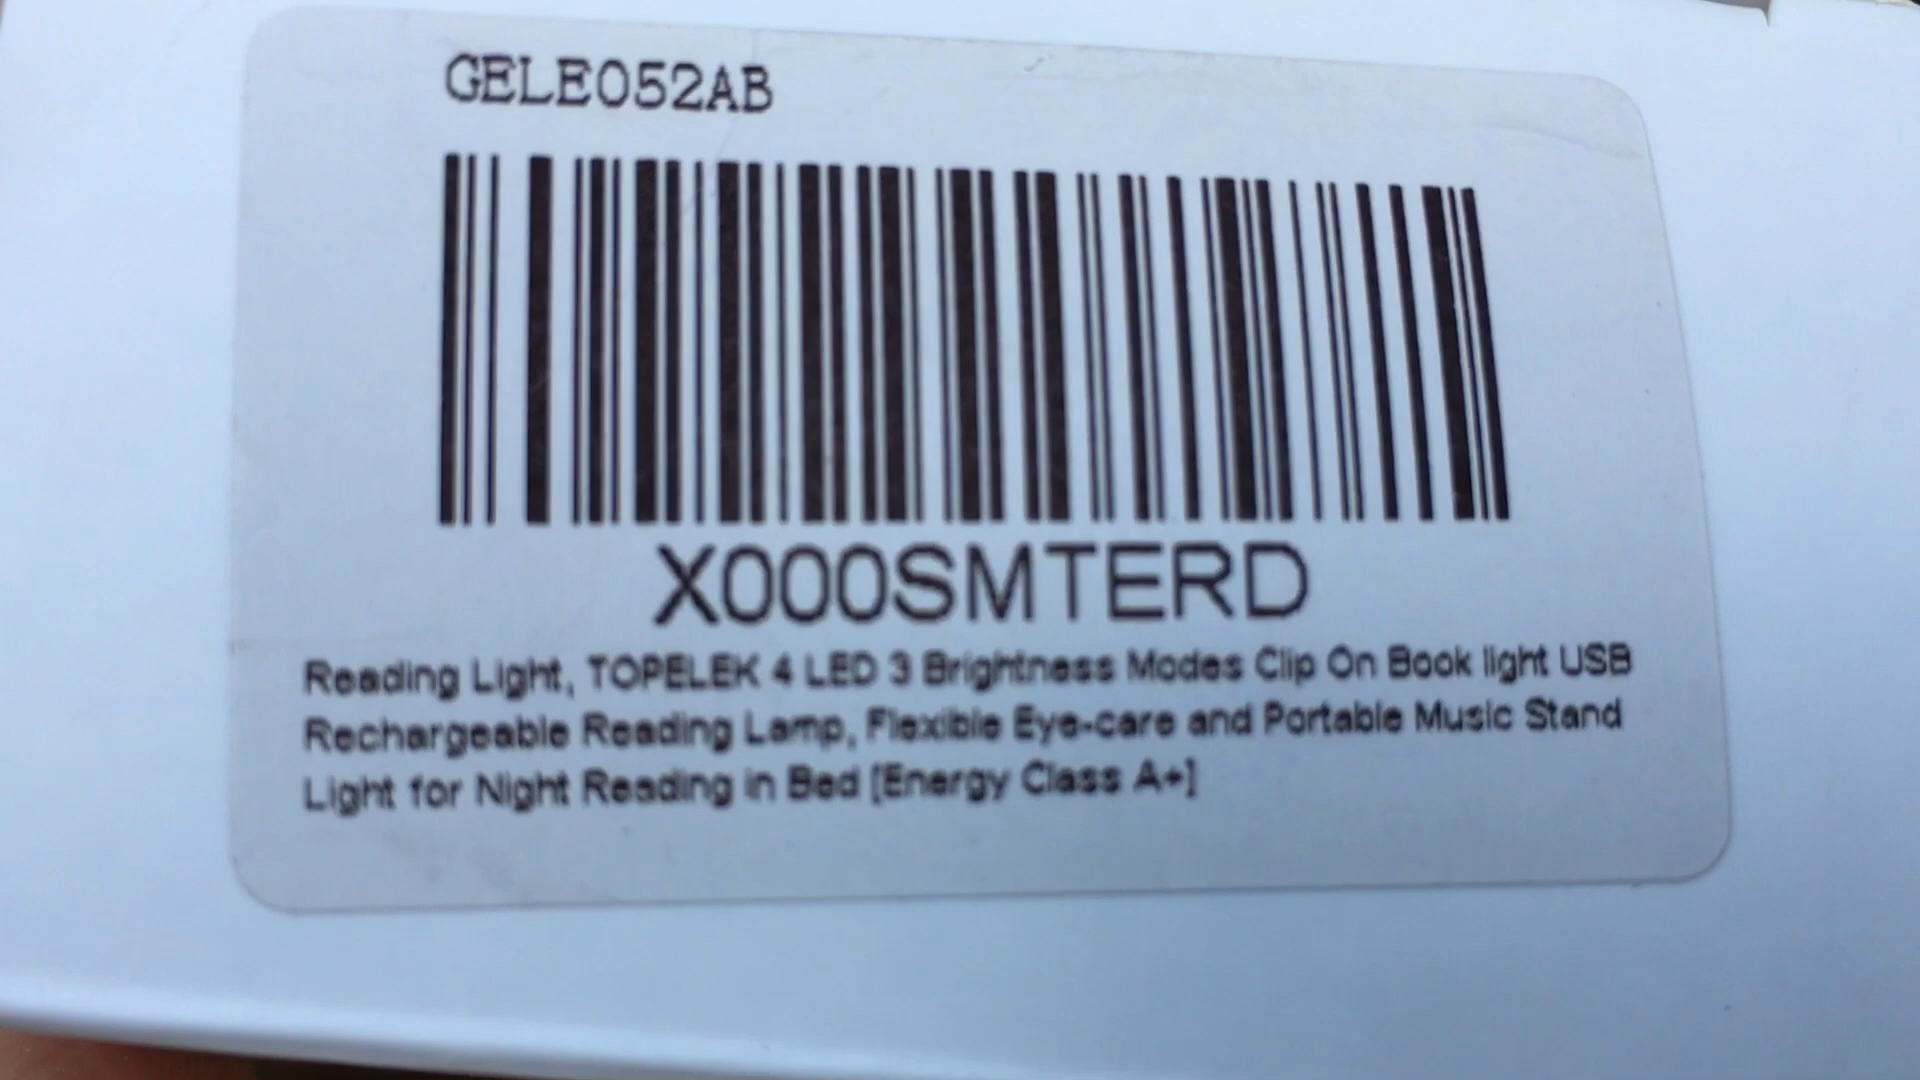 GELE052AB
X000SMTERD
Reading Light, TOPELEK 4 LED 3 Brightness Modes Clip On Book light USB
Rechargeable Reading Lamp, Flexible Eye-care and Portable Music Stand
Light for Night Reading in Bed [Energy Class A+]